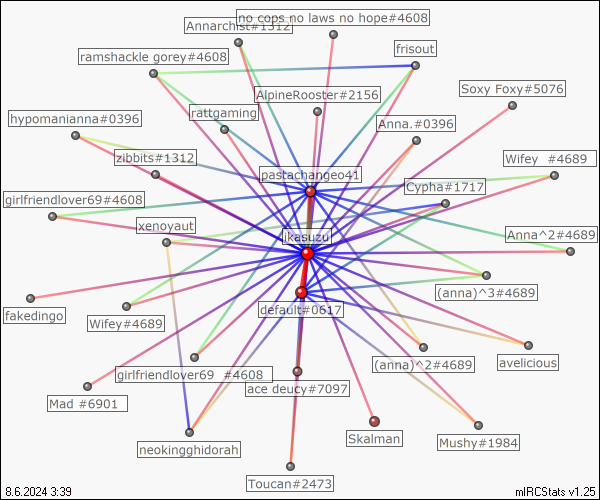 no cops no laws no hope#4608
Annarchist#1312
frisout
ramshackle gorey#4608
Soxy Foxy#5076
AlpineRooster#2156
rattgaming
hypomanianna#0396
Anna.#0396
zibbits#1312
Wifey #4689
pastachangeo41
Cypha#1717
girlfriendlover69#4608
xenoyaut
ikasuzu
Anna^2#4689
(anna)^3#4689
fakedingo
Wifey#4689
default#0617
(anna)^2#4689
avelicious
girlfriendlover69 #4608
ace deucy#7097
Mad #6901
Skalman
neokingghidorah
Mushy#1984
Toucan#2473
8.6.2024 3:39
mIRCStats v1.25